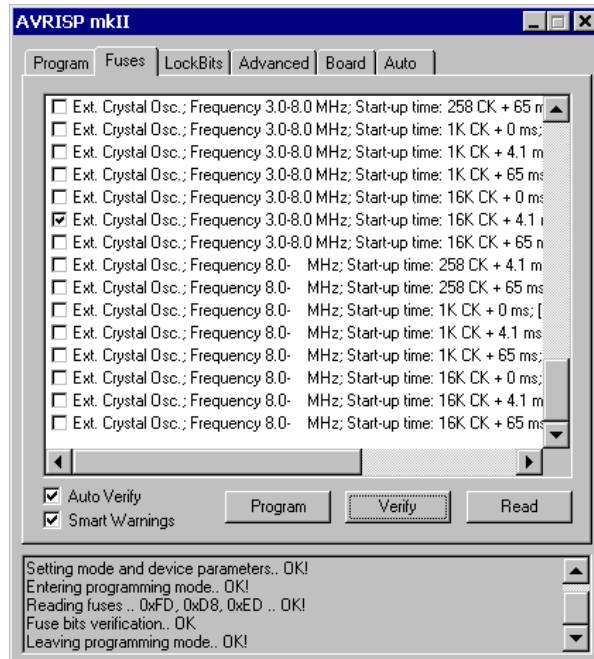 AVRISP mkII
Program Fuses LockBits Advanced Board Auto
Ext. Crystal Osc.; Frequency 3.0-8.0 MHz; Start-up time: 258 CK + 65
Ext. Crystal Osc.; Frequency 3.0-8.0 MHz; Start-up time: 1K CK + 0 ms;
Ext. Crystal Osc.; Frequency 3.0-8.0 MHz; Start-up time: 1K CK + 4.1 m
Ext. Crystal Osc.; Frequency 3.0-8.0 MHz; Start-up time: 1K CK + 65 ms
Ext. Crystal Osc.; Frequency 3.0-8.0 MHz; Start-up time: 16K CK + 0 ms
Ext. Crystal Osc.; Frequency 3.0-8.0 MHz; Start-up time: 16K CK + 4.1
Ext. Crystal Osc.; Frequency 3.0-8.0 MHz; Start-up time: 16K CK + 65
Ext. Crystal Osc.; Frequency 8.0- MHz; Start-up time: 258 CK + 4.1 m
Ext. Crystal Osc.; Frequency 8.0- MHz; Start-up time: 258 CK + 65 ms
Ext. Crystal Osc.; Frequency 8.0- MHz; Start-up time: 1K CK + 0 ms; [
Ext. Crystal Osc.; Frequency 8.0- MHz; Start-up time: 1K CK + 4.1 ms
Ext. Crystal Osc.; Frequency 8.0- MHz; Start-up time: 1K CK + 65 ms;
Ext. Crystal Osc.; Frequency 8.0- MHz; Start-up time: 16K CK + 0 ms;
Ext. Crystal Osc.; Frequency 8.0- MHz; Start-up time: 16K CK + 4.1 m
Ext. Crystal Osc.; Frequency 8.0- MHz; Start-up time: 16K CK + 65 ms
Auto Verify
Smart Warnings
Program Verify Read
Setting mode and device parameters.. OK!
Entering programming mode.. OK!
Reading fuses .. 0xFD, 0xD8, 0xED .. OK!
Fuse bits verification.. OK
Leaving programming mode.. OK!